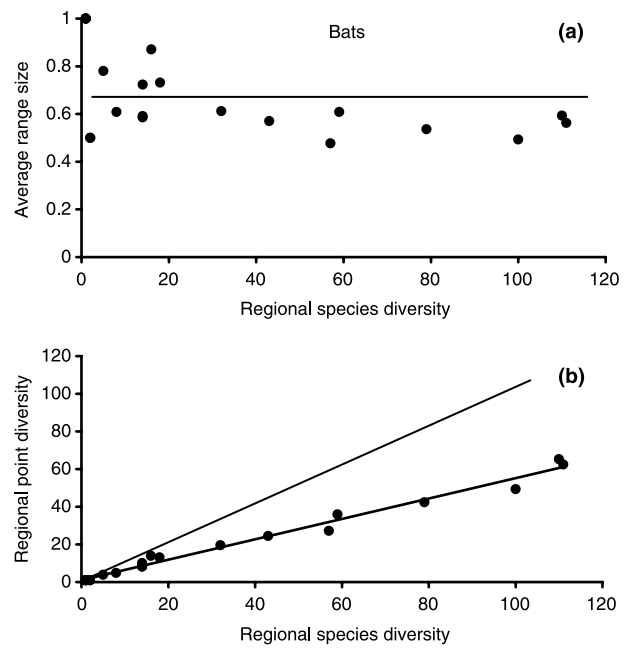 Bats
(a)
Average range size
1
0.8
0.6
0.4
0.2
0
0 20 40 60 80 100 120
Regional species diversity
(b)
Regional point diversity
120
100
80
60
40
20
0
0 20 40 60 80 100 120
Regional species diversity